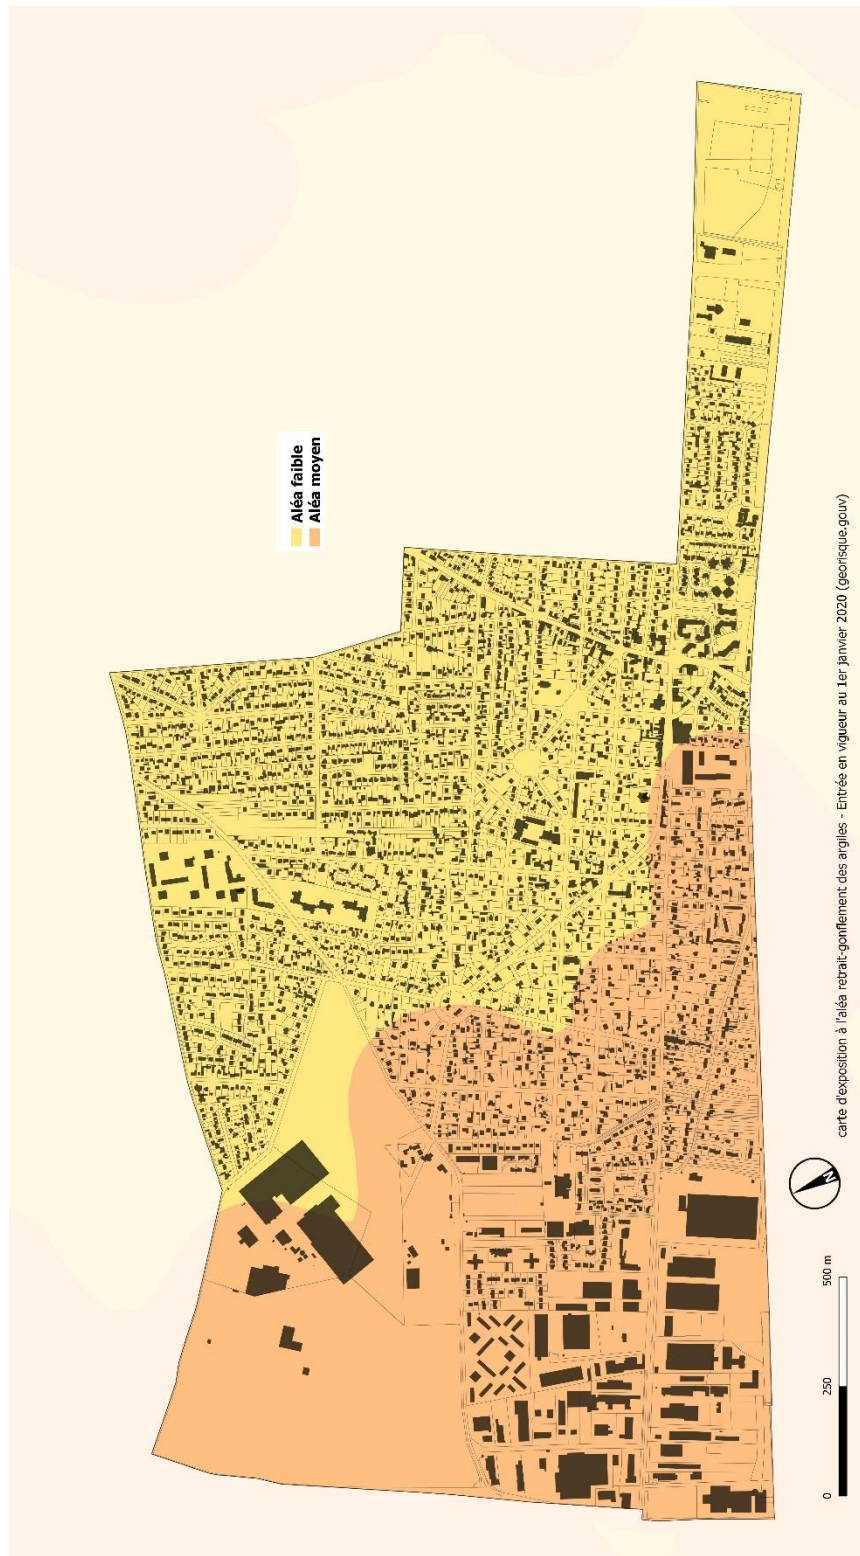 Aléa faible
Aléa moyen
carte d'exposition à l'aléa retrait-gonflement des argiles - Entrée en vigueur au 1er janvier 2020 (georisque.gouv)
N
0
250
500 m